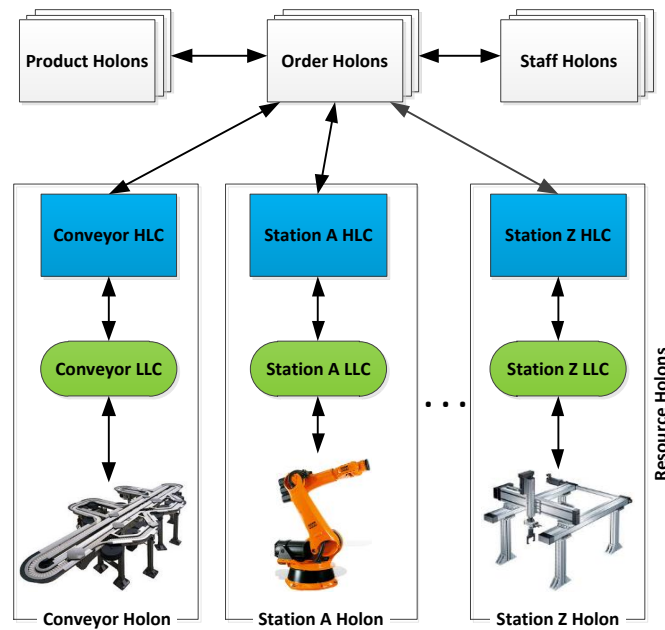 Product Holons
Order Holons
Staff Holons
Conveyor HLC
Station A HLC
Station Z HLC
Conveyor LLC
Station A LLC
Station Z LLC
. . .
Resource Holons
Conveyor Holon
Station A Holon
Station Z Holon